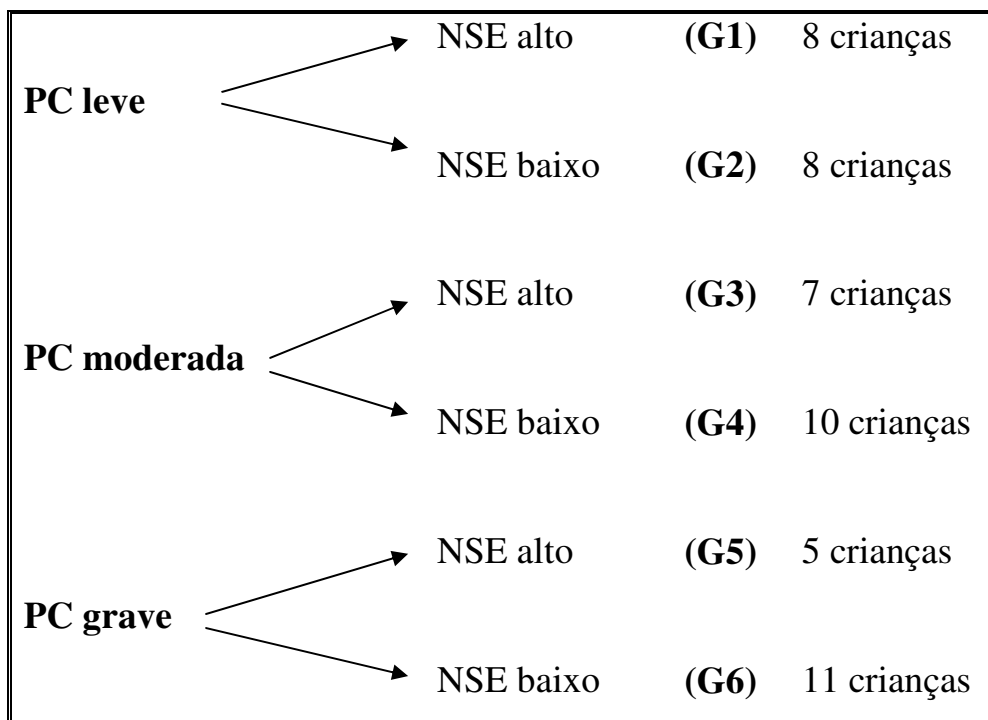 NSE alto (G1) 8 crianças
PC leve
NSE baixo (G2) 8 crianças
NSE alto (G3) 7 crianças
PC moderada
NSE baixo (G4) 10 crianças
NSE alto (G5) 5 crianças
PC grave
NSE baixo (G6) 11 crianças